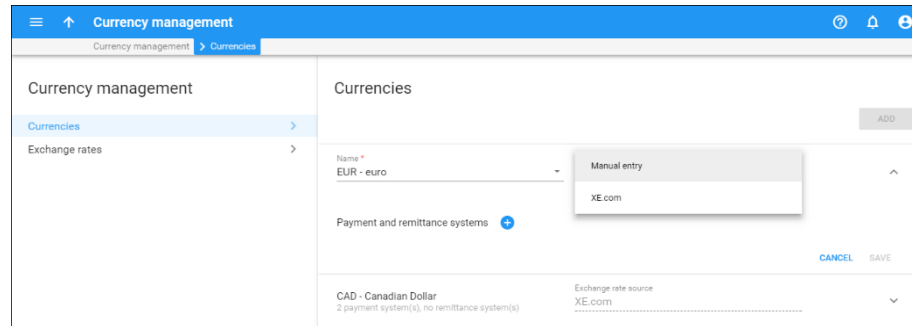 Currency management
Currency management Currencies
Currency management
Currencies
Exchange rates
Currencies
ADD
Name *
EUR - euro
Manual entry
XE.com
Payment and remittance systems
CANCEL SAVE
CAD - Canadian Dollar
2 payment system(s), no remittance system(s)
Exchange rate source
XE.com